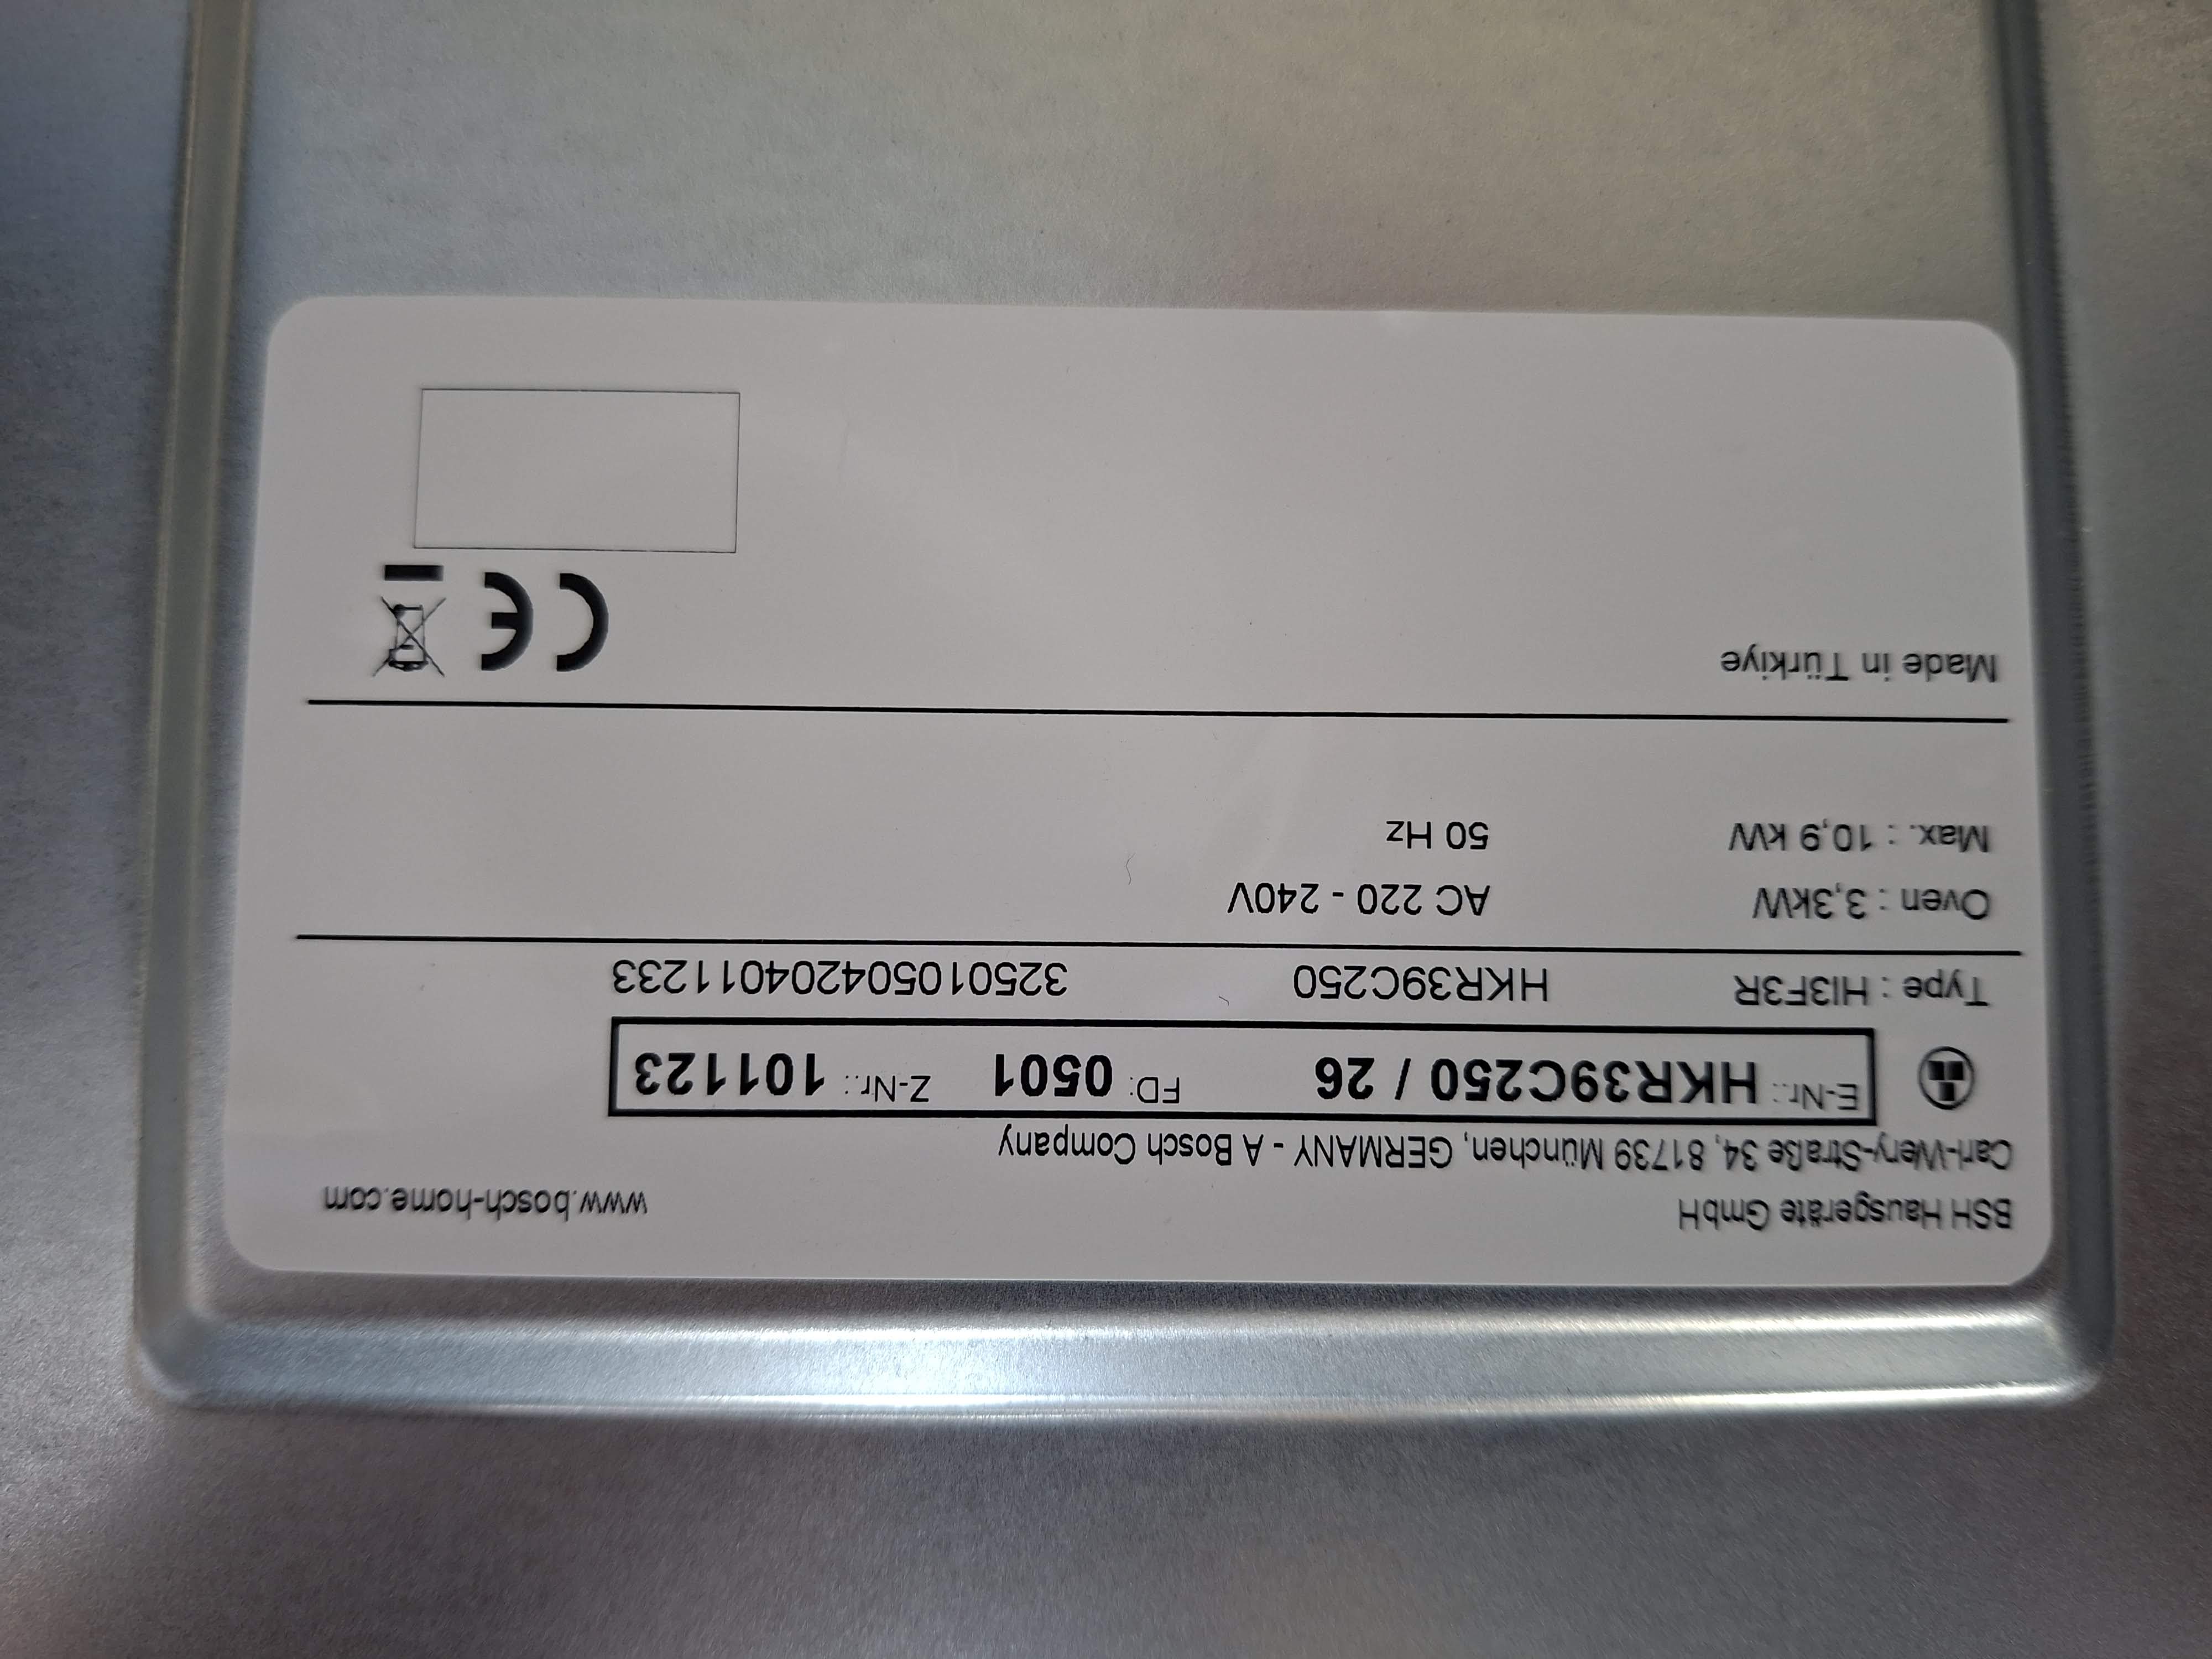 BSH Hausgeräte GmbH www.bosch-home.com
Carl-Wery-Straße 34, 81739 München, GERMANY - A Bosch Company
E-Nr.: HKR39C250 / 26 FD: 0501 Z-Nr.: 101123
Type : HI3F3R HKR39C250 325010504204011233
Oven : 3,3kW AC 220 - 240V
Max. : 10,9 kW 50 Hz
Made in Türkiye CE